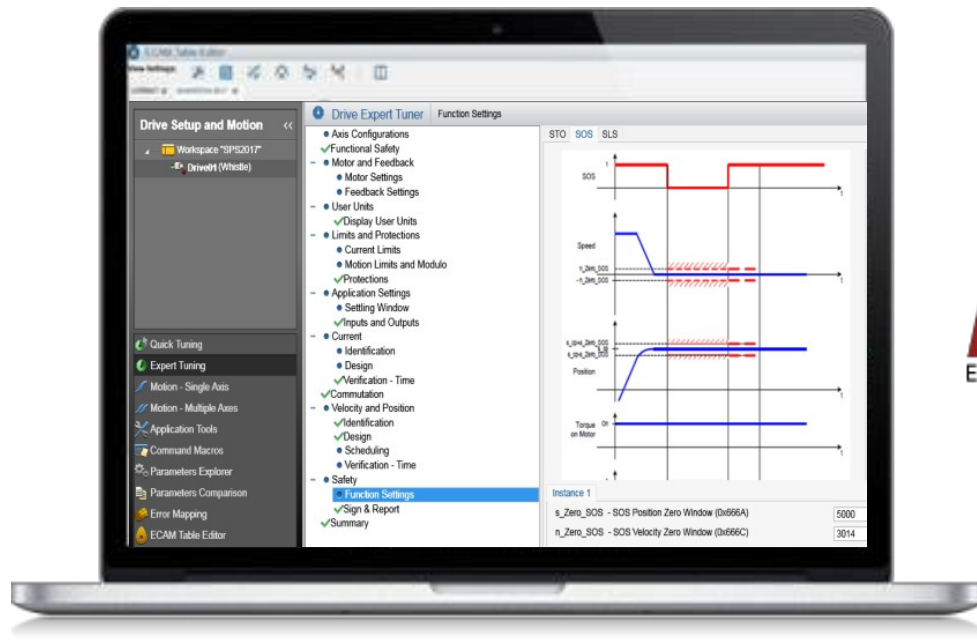 ECAM Table Editor
View Settings:
Drive Setup and Motion <<
Workspace "SPS2017"
Drive01 (Whistle)
Quick Tuning
Expert Tuning
Motion - Single Axis
Motion - Multiple Axes
Application Tools
Command Macros
Parameters Explorer
Parameters Comparison
Error Mapping
ECAM Table Editor
Drive Expert Tuner Function Settings
Axis Configurations
Functional Safety
Motor and Feedback
Motor Settings
Feedback Settings
User Units
Display User Units
Limits and Protections
Current Limits
Motion Limits and Modulo
Protections
Application Settings
Settling Window
Inputs and Outputs
Current
Identification
Design
Verification - Time
Commutation
Velocity and Position
Identification
Design
Scheduling
Verification - Time
Safety
Function Settings
Sign & Report
Summary
STO SOS SLS
1
SOS
t
Speed
n_Zero_SOS
-n_Zero_SOS
t
Position
Torque On
on Motor
t
Instance 1
s_Zero_SOS - SOS Position Zero Window (0x666A) 5000
n_Zero_SOS - SOS Velocity Zero Window (0x666C) 3014